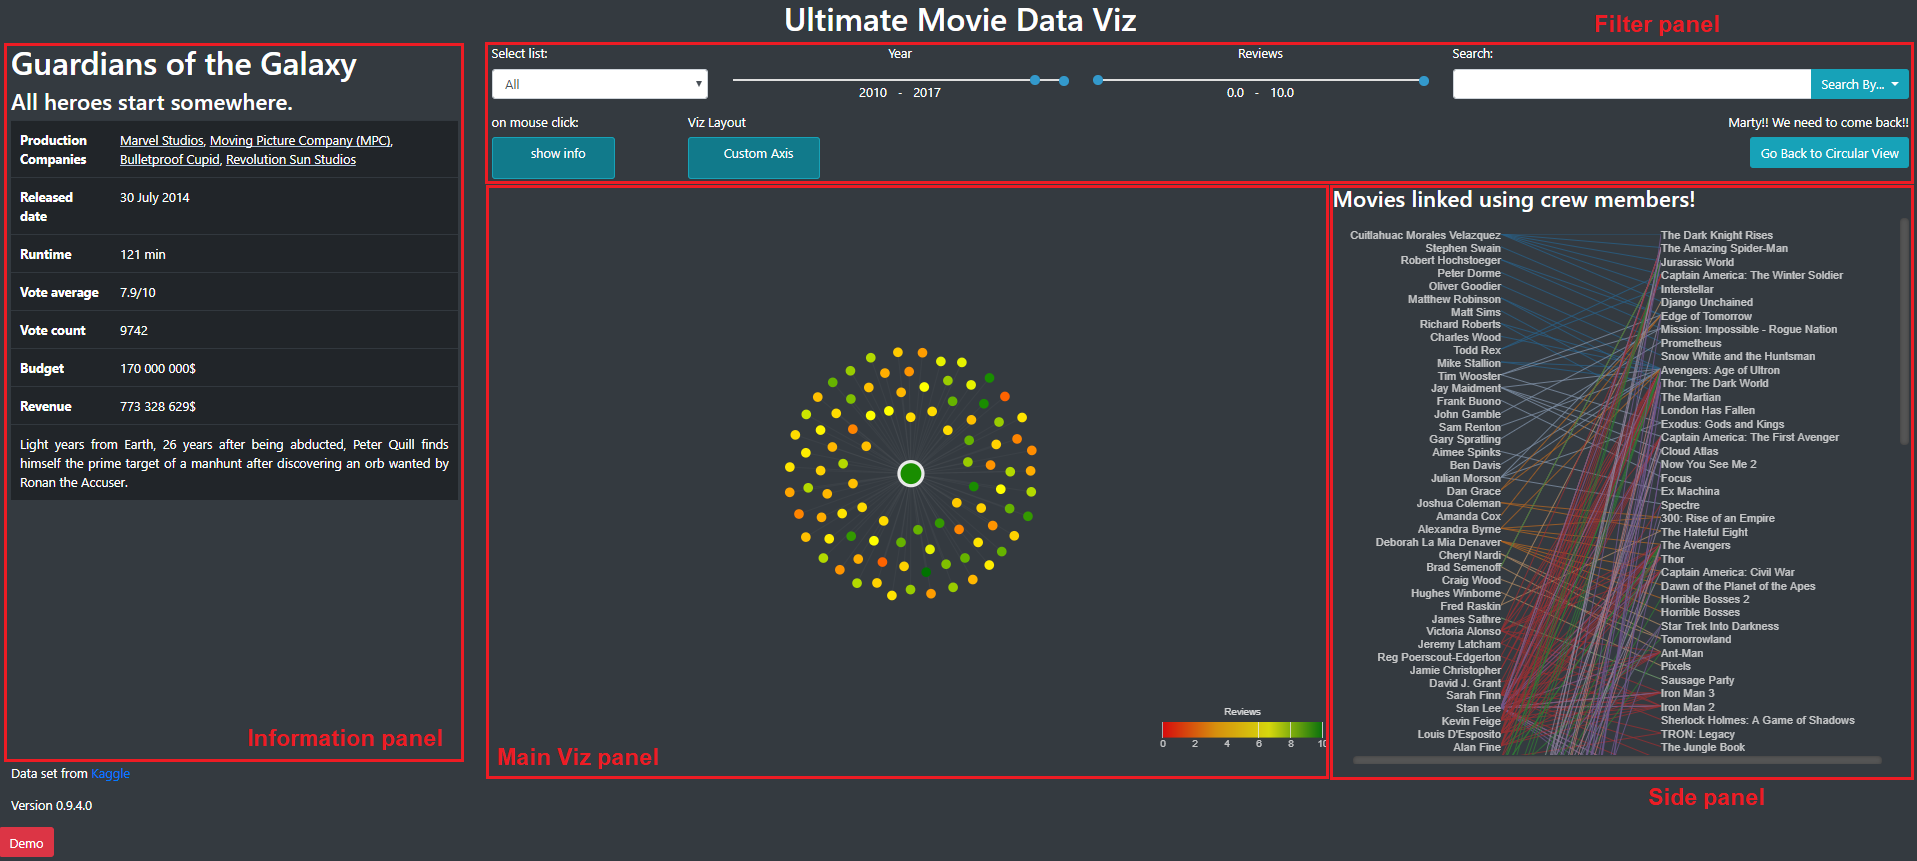 Ultimate Movie Data Viz
Filter panel
Guardians of the Galaxy
All heroes start somewhere.
Production Companies
Marvel Studios, Moving Picture Company (MPC),
Bulletproof Cupid, Revolution Sun Studios
Released date
30 July 2014
Runtime
121 min
Vote average
7.9/10
Vote count
9742
Budget
170 000 000$
Revenue
773 328 629$
Light years from Earth, 26 years after being abducted, Peter Quill finds
himself the prime target of a manhunt after discovering an orb wanted by
Ronan the Accuser.
Information panel
Data set from Kaggle
Version 0.9.4.0
Demo
Select list:
All
Year
2010 - 2017
Reviews
0.0 - 10.0
Search:
Search By...
on mouse click:
show info
Viz Layout
Custom Axis
Marty!! We need to come back!!
Go Back to Circular View
Reviews
0 2 4 6 8 10
Main Viz panel
Movies linked using crew members!
Cuitlahuac Morales Velazquez
Stephen Swain
Robert Hochstoeger
Peter Dorme
Oliver Goodier
Matthew Robinson
Matt Sims
Richard Roberts
Charles Wood
Todd Rex
Mike Stallion
Tim Wooster
Jay Maidment
Frank Buono
John Gamble
Sam Renton
Gary Spratling
Aimee Spinks
Ben Davis
Julian Morson
Dan Grace
Joshua Coleman
Amanda Cox
Alexandra Byrne
Deborah La Mia Denaver
Cheryl Nardi
Brad Semenoff
Craig Wood
Hughes Winborne
Fred Raskin
James Sathre
Victoria Alonso
Jeremy Latcham
Reg Poerscout-Edgerton
Jamie Christopher
David J. Grant
Sarah Finn
Stan Lee
Kevin Feige
Louis D'Esposito
Alan Fine
The Dark Knight Rises
The Amazing Spider-Man
Jurassic World
Captain America: The Winter Soldier
Interstellar
Django Unchained
Edge of Tomorrow
Mission: Impossible - Rogue Nation
Prometheus
Snow White and the Huntsman
Avengers: Age of Ultron
Thor: The Dark World
The Martian
London Has Fallen
Exodus: Gods and Kings
Captain America: The First Avenger
Cloud Atlas
Now You See Me 2
Focus
Ex Machina
Spectre
300: Rise of an Empire
The Hateful Eight
The Avengers
Thor
Captain America: Civil War
Dawn of the Planet of the Apes
Horrible Bosses 2
Horrible Bosses
Star Trek Into Darkness
Tomorrowland
Ant-Man
Pixels
Sausage Party
Iron Man 3
Iron Man 2
Sherlock Holmes: A Game of Shadows
TRON: Legacy
The Jungle Book
Side panel